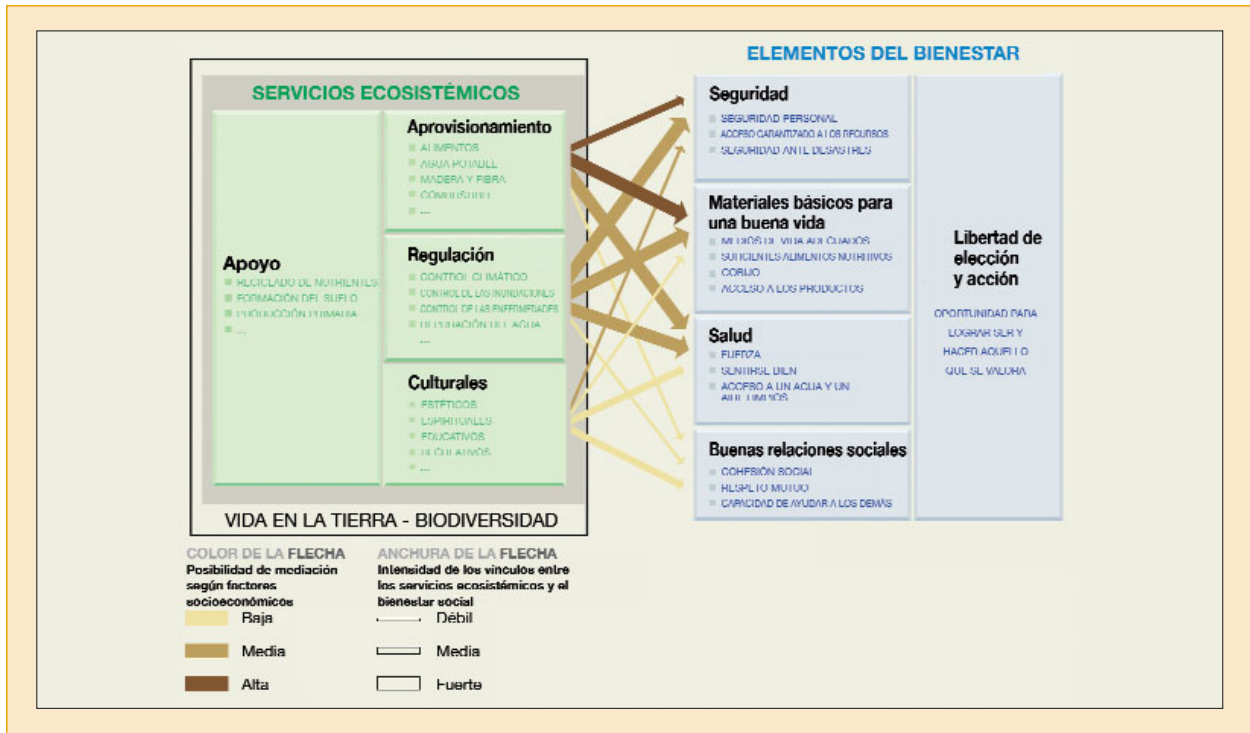 ELEMENTOS DEL BIENESTAR
SERVICIOS ECOSISTÉMICOS
Apoyo
RECICLADO DE NUTRIENTES
FORMACIÓN DEL SUELO
PRODUCCIÓN PRIMARIA
...
Aprovisionamiento
ALIMENTOS
AGUA POTABLE
MADERA Y FIBRA
COMBUSTIBLE
...
Regulación
CONTROL CLIMÁTICO
CONTROL DE LAS INUNDACIONES
CONTROL DE LAS ENFERMEDADES
DEPURACIÓN DEL AGUA
...
Culturales
ESTÉTICOS
ESPIRITUALES
EDUCATIVOS
RECREATIVOS
...
VIDA EN LA TIERRA - BIODIVERSIDAD
Seguridad
SEGURIDAD PERSONAL
ACCESO GARANTIZADO A LOS RECURSOS
SEGURIDAD ANTE DESASTRES
Materiales básicos para
una buena vida
MEDIOS DE VIDA ADECUADOS
SUFICIENTES ALIMENTOS NUTRITIVOS
COBIJO
ACCESO A LOS PRODUCTOS
Salud
FUERZA
SENTIRSE BIEN
ACCESO A UN AGUA Y UN
AIRE LIMPIOS
Buenas relaciones sociales
COHESIÓN SOCIAL
RESPETO MUTUO
CAPACIDAD DE AYUDAR A LOS DEMÁS
Libertad de
elección
y acción
OPORTUNIDAD PARA
LOGRAR SER Y
HACER AQUELLO
QUE SE VALORA
COLOR DE LA FLECHA
Posibilidad de mediación
según factores
socioeconómicos
Baja
Media
Alta
ANCHURA DE LA FLECHA
Intensidad de los vínculos entre
los servicios ecosistémicos y el
bienestar social
Débil
Media
Fuerte